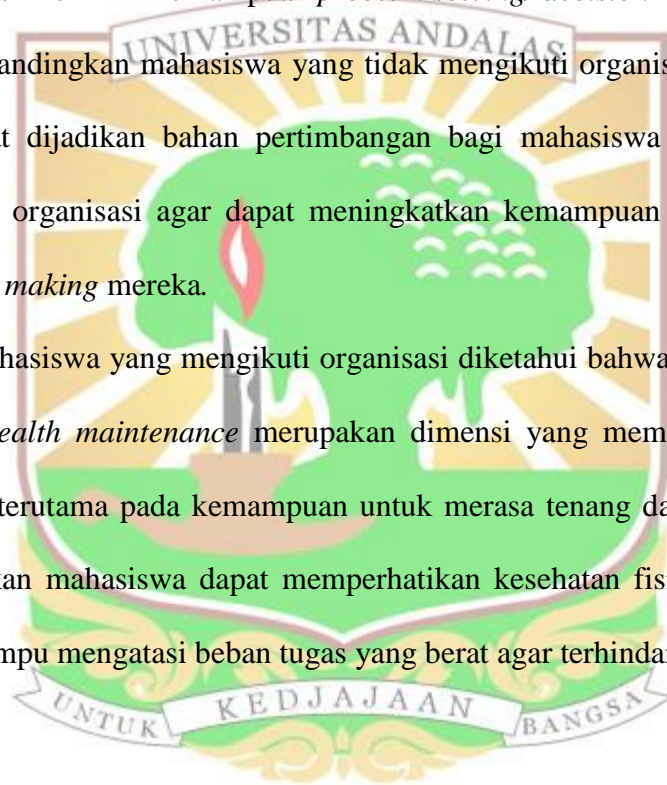 UNIVERSITAS ANDALAS
andingkan mahasiswa yang tidak mengikuti organis
t dijadikan bahan pertimbangan bagi mahasiswa
organisasi agar dapat meningkatkan kemampuan
making mereka.
hasiswa yang mengikuti organisasi diketahui bahwa
ealth maintenance merupakan dimensi yang mem
terutama pada kemampuan untuk merasa tenang da
kan mahasiswa dapat memperhatikan kesehatan fis
mpu mengatasi beban tugas yang berat agar terhinda
UNTUK KEDJAJAAN BANGSA